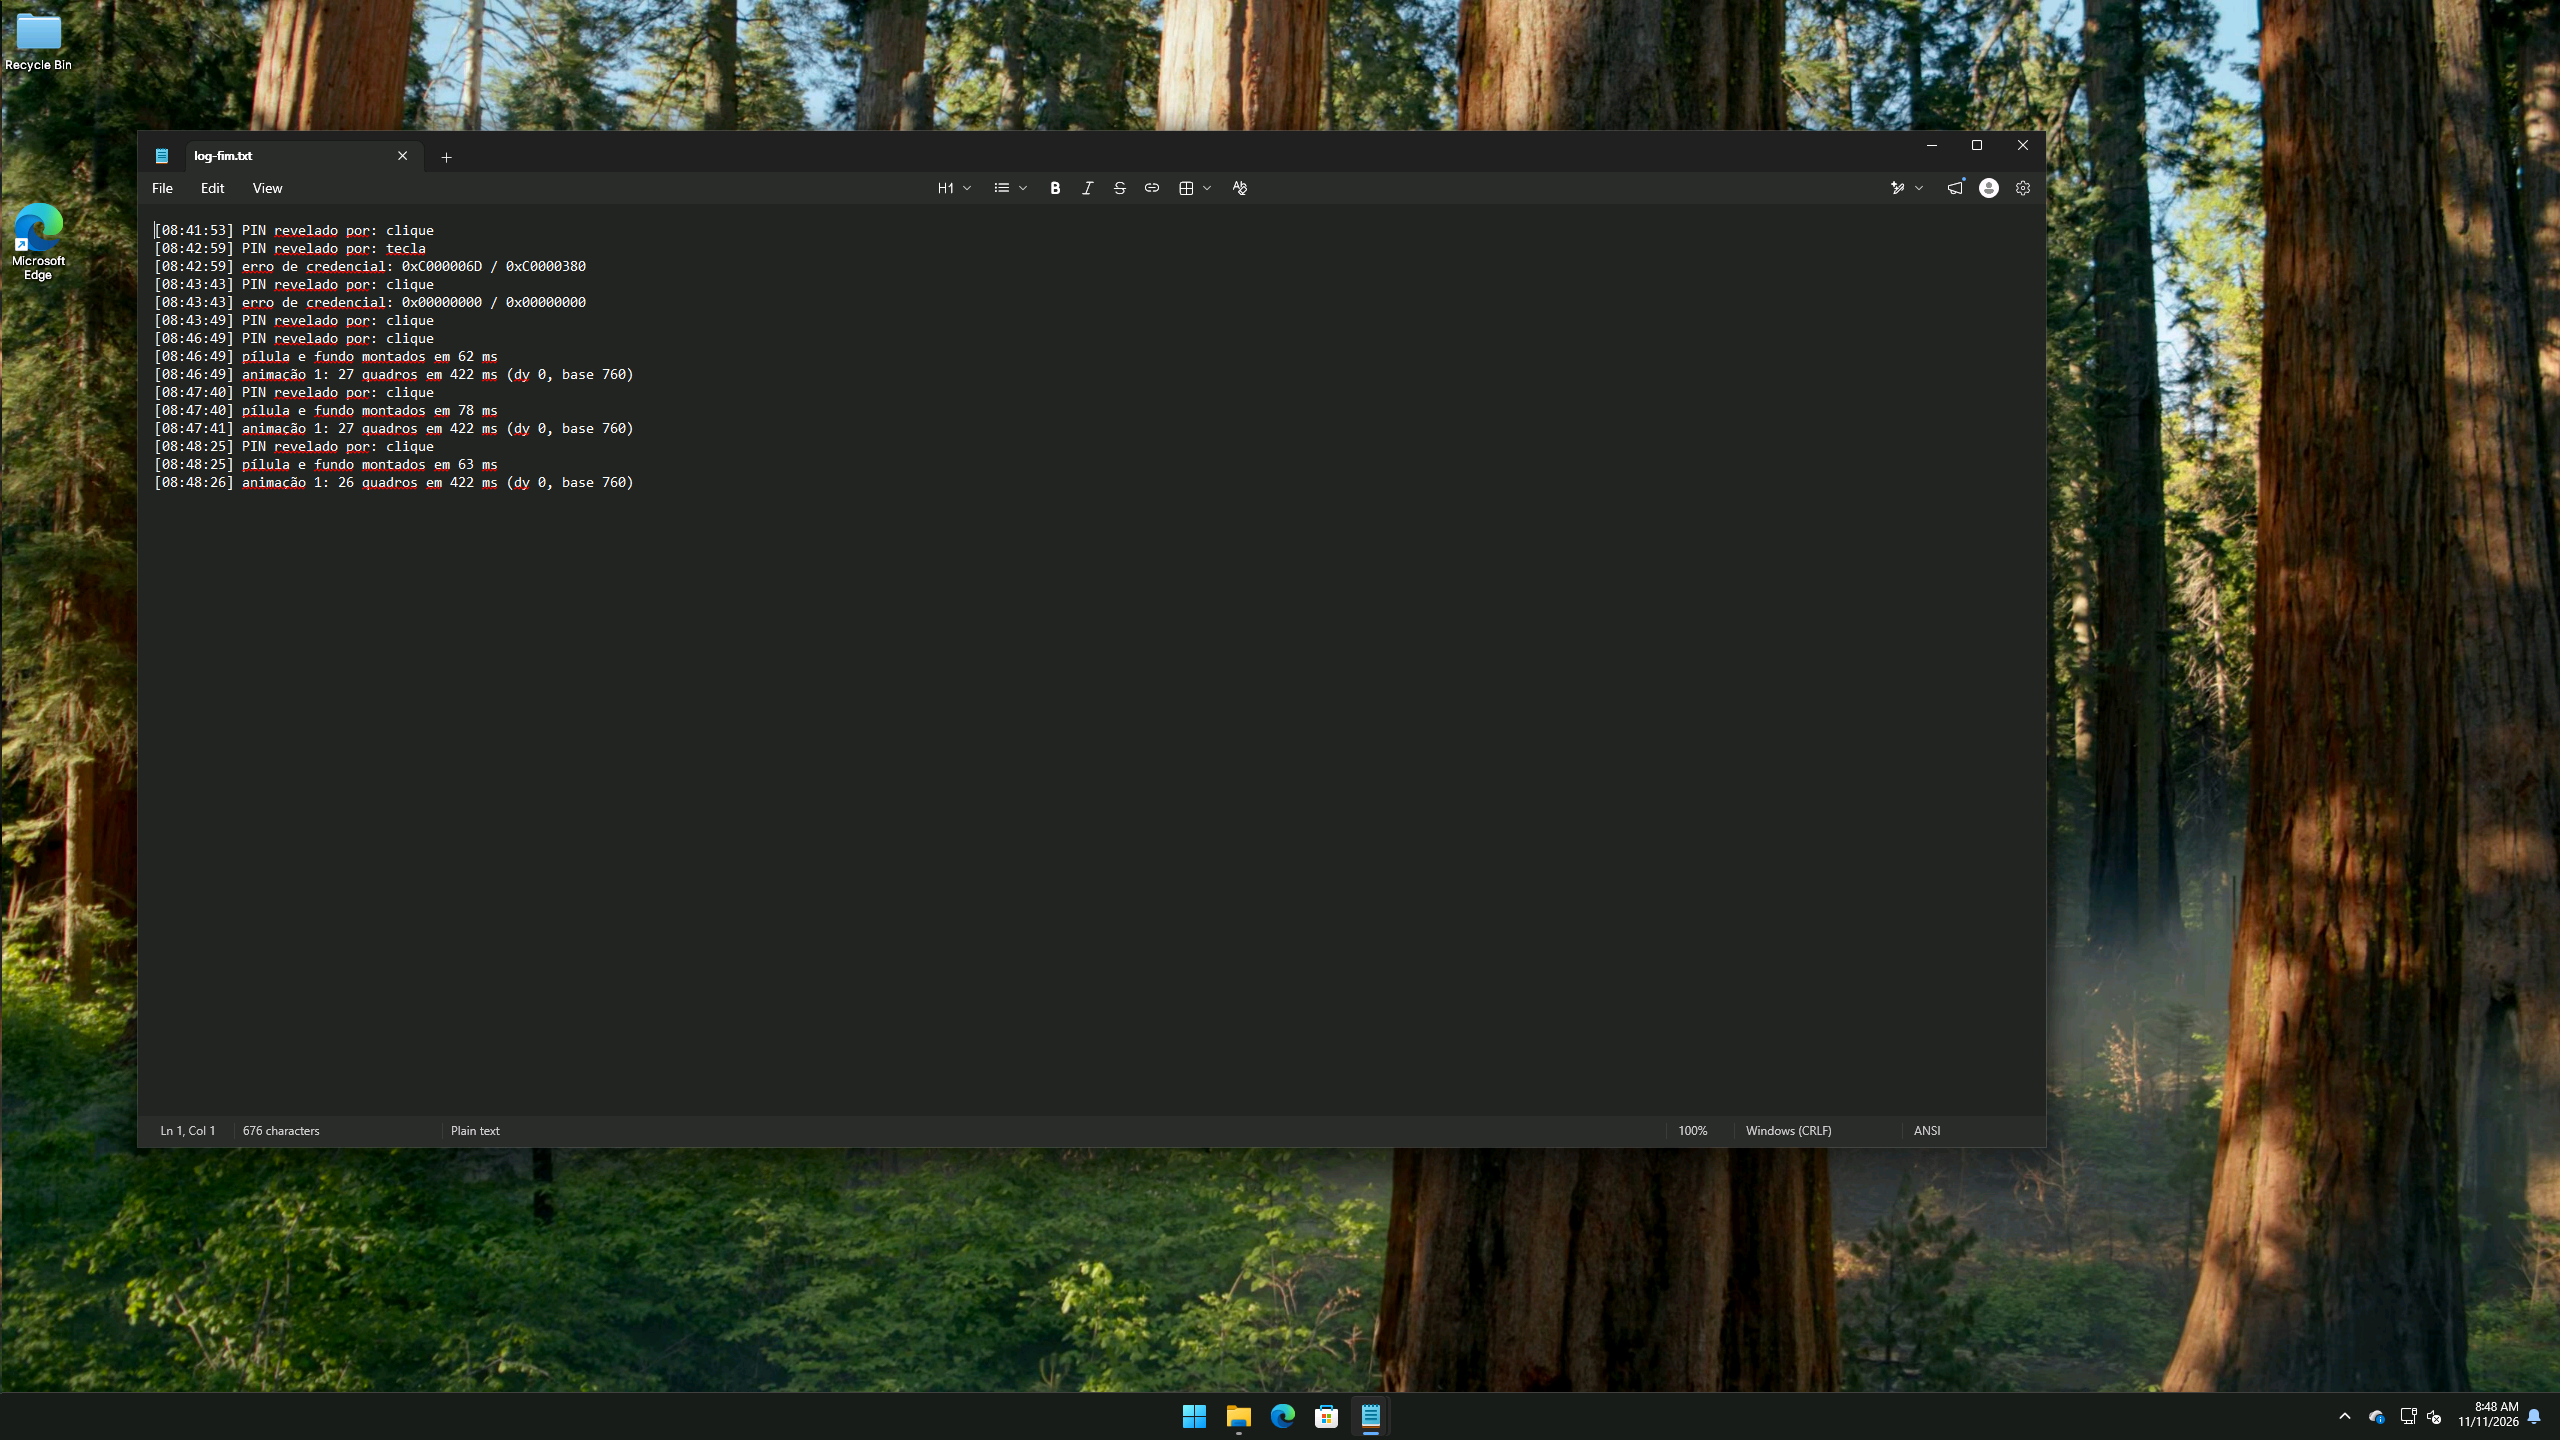 Recycle Bin
Microsoft
Edge
log-fim.txt
File Edit View
H1
[08:41:53] PIN revelado por: clique
[08:42:59] PIN revelado por: tecla
[08:42:59] erro de credencial: 0xC000006D / 0xC0000380
[08:43:43] PIN revelado por: clique
[08:43:43] erro de credencial: 0x00000000 / 0x00000000
[08:43:49] PIN revelado por: clique
[08:46:49] PIN revelado por: clique
[08:46:49] pílula e fundo montados em 62 ms
[08:46:49] animação 1: 27 quadros em 422 ms (dy 0, base 760)
[08:47:40] PIN revelado por: clique
[08:47:40] pílula e fundo montados em 78 ms
[08:47:41] animação 1: 27 quadros em 422 ms (dy 0, base 760)
[08:48:25] PIN revelado por: clique
[08:48:25] pílula e fundo montados em 63 ms
[08:48:26] animação 1: 26 quadros em 422 ms (dy 0, base 760)
Ln 1, Col 1 676 characters Plain text 100% Windows (CRLF) ANSI
8:48 AM
11/11/2026